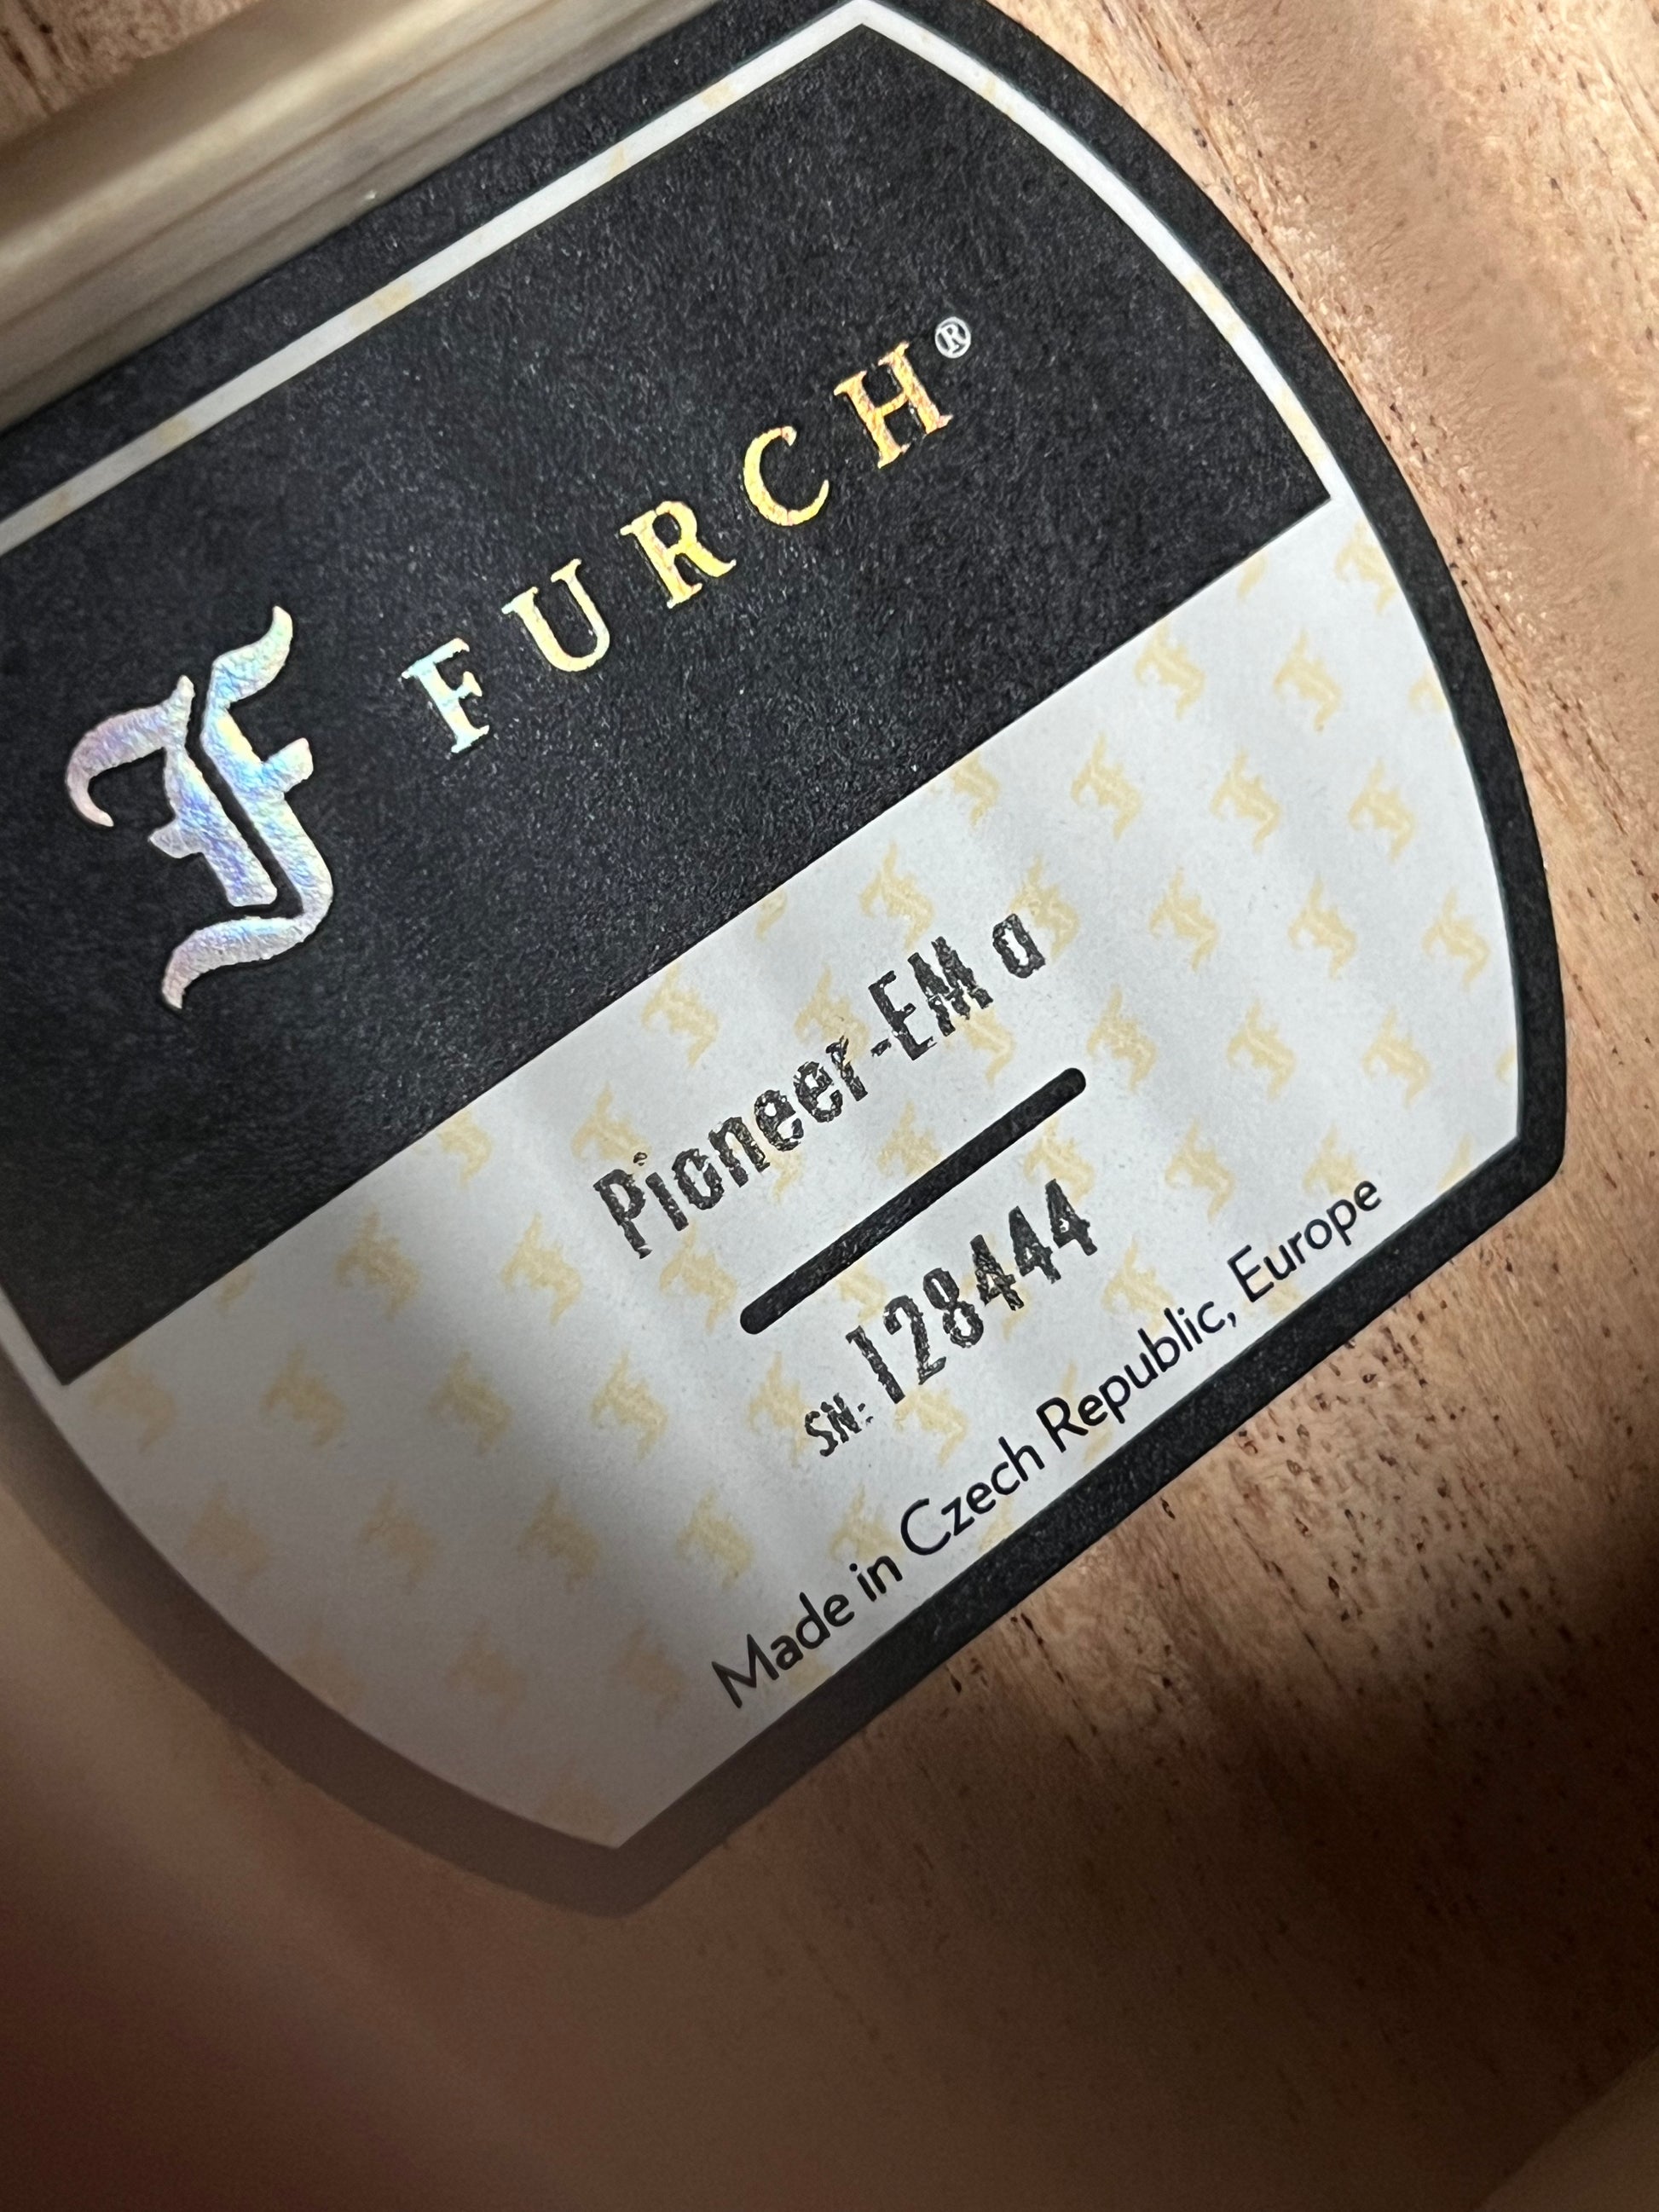 F FURCH®
Pioneer-EM a
SN: 128444
Made in Czech Republic, Europe